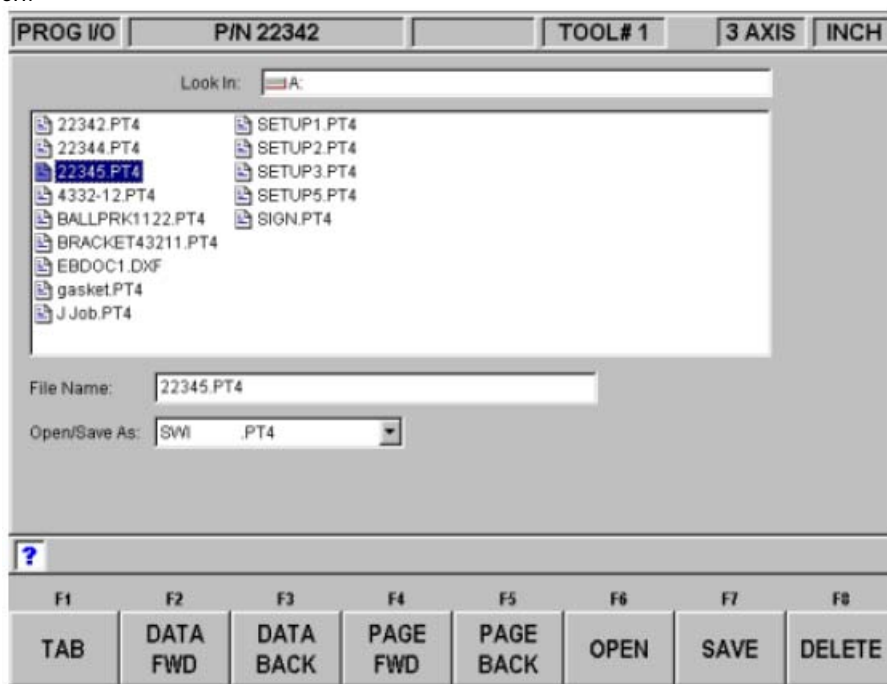 PROG I/O P/N 22342 TOOL# 1 3 AXIS INCH
Look In: A:
22342.PT4 SETUP1.PT4
22344.PT4 SETUP2.PT4
22345.PT4 SETUP3.PT4
4332-12.PT4 SETUP5.PT4
BALLPRK1122.PT4 SIGN.PT4
BRACKET43211.PT4
EBDOC1.DXF
gasket.PT4
J Job.PT4
File Name: 22345.PT4
Open/Save As: SWI .PT4
?
F1 F2 F3 F4 F5 F6 F7 F8
TAB DATA FWD DATA BACK PAGE FWD PAGE BACK OPEN SAVE DELETE